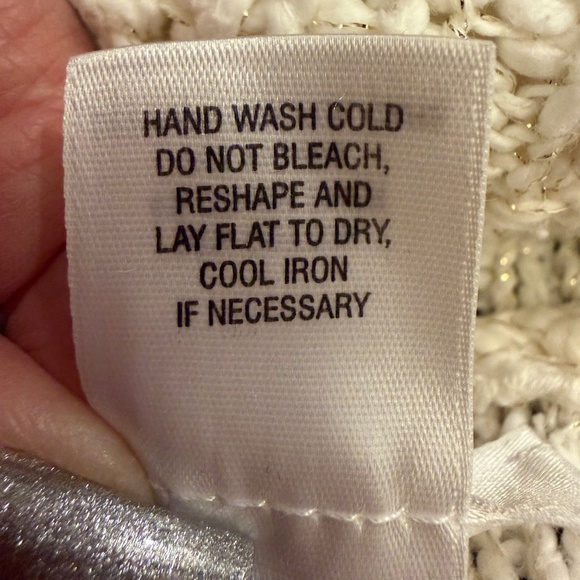 HAND WASH COLD
DO NOT BLEACH,
RESHAPE AND
LAY FLAT TO DRY,
COOL IRON
IF NECESSARY